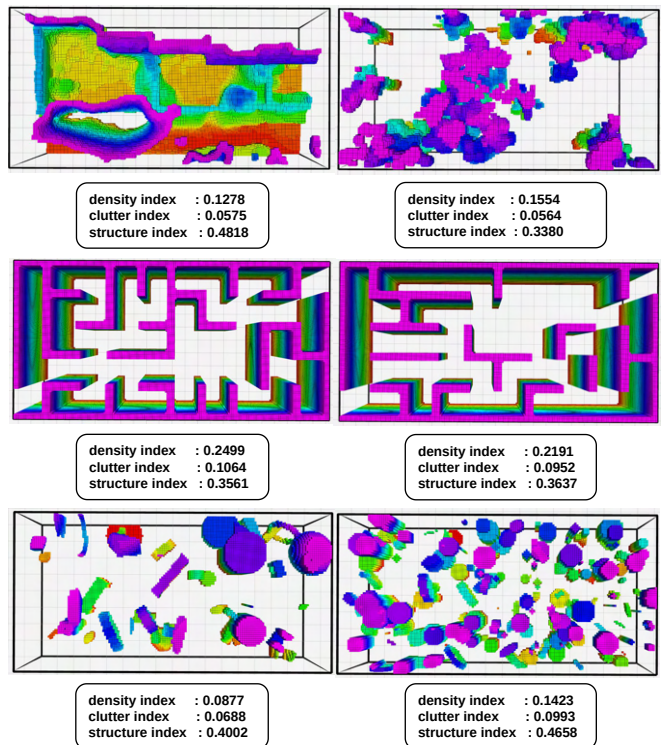 density index : 0.1278
clutter index : 0.0575
structure index : 0.4818
density index : 0.1554
clutter index : 0.0564
structure index : 0.3380
density index : 0.2499
clutter index : 0.1064
structure index : 0.3561
density index : 0.2191
clutter index : 0.0952
structure index : 0.3637
density index : 0.0877
clutter index : 0.0688
structure index : 0.4002
density index : 0.1423
clutter index : 0.0993
structure index : 0.4658